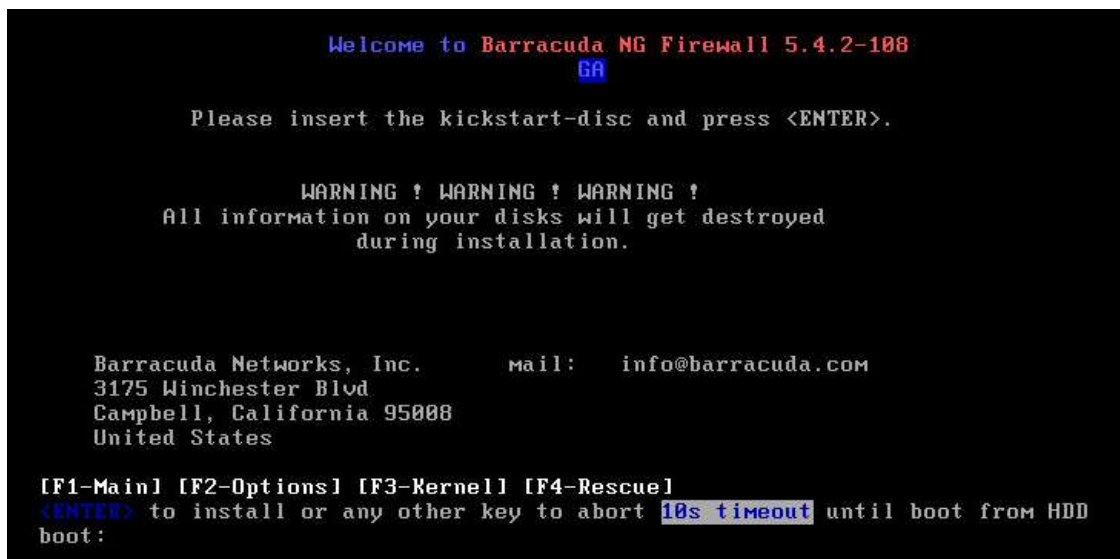 Welcome to Barracuda NG Firewall 5.4.2-108
GA
Please insert the kickstart-disc and press <ENTER>.
WARNING ! WARNING ! WARNING !
All information on your disks will get destroyed
during installation.
Barracuda Networks, Inc. mail: info@barracuda.com
3175 Winchester Blvd
Campbell, California 95008
United States
[F1-Main] [F2-Options] [F3-Kernel] [F4-Rescue]
<ENTER> to install or any other key to abort 10s timeout until boot from HDD
boot: